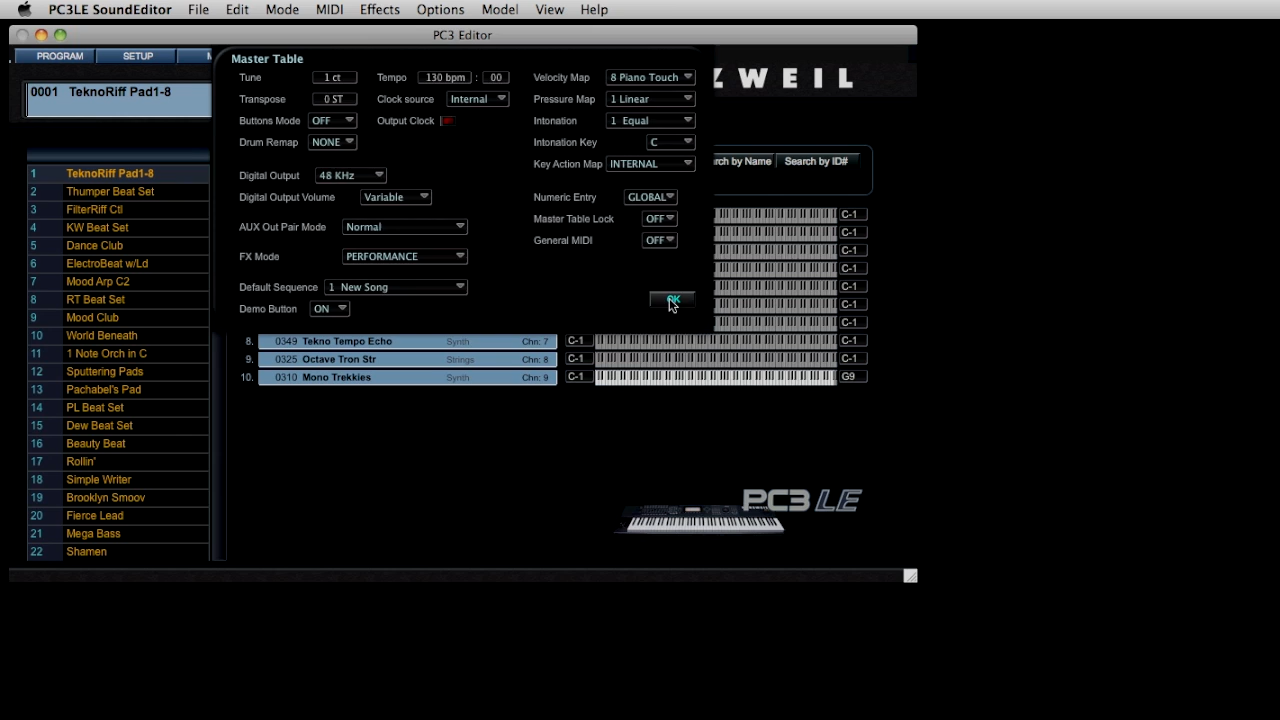 PC3LE SoundEditor File Edit Mode MIDI Effects Options Model View Help
PC3 Editor
PROGRAM SETUP
0001 TeknoRiff Pad1-8
1 TeknoRiff Pad1-8
2 Thumper Beat Set
3 FilterRiff Ctl
4 KW Beat Set
5 Dance Club
6 ElectroBeat w/Ld
7 Mood Arp C2
8 RT Beat Set
9 Mood Club
10 World Beneath
11 1 Note Orch in C
12 Sputtering Pads
13 Pachabel's Pad
14 PL Beat Set
15 Dew Beat Set
16 Beauty Beat
17 Rollin'
18 Simple Writer
19 Brooklyn Smoov
20 Fierce Lead
21 Mega Bass
22 Shamen
Master Table
Tune 1 ct Tempo 130 bpm : 00 Velocity Map 8 Piano Touch
Transpose 0 ST Clock source Internal Pressure Map 1 Linear
Buttons Mode OFF Output Clock Intonation 1 Equal
Drum Remap NONE Intonation Key C
Key Action Map INTERNAL
Digital Output 48 KHz
Digital Output Volume Variable Numeric Entry GLOBAL
Master Table Lock OFF
AUX Out Pair Mode Normal
General MIDI OFF
FX Mode PERFORMANCE
Default Sequence 1 New Song
Demo Button ON
OK
ZWEIL
rch by Name Search by ID#
C-1
C-1
C-1
C-1
C-1
C-1
C-1
8. 0349 Tekno Tempo Echo Synth Chn: 7 C-1 C-1
9. 0325 Octave Tron Str Strings Chn: 8 C-1 C-1
10. 0310 Mono Trekkies Synth Chn: 9 C-1 G9
PC3LE